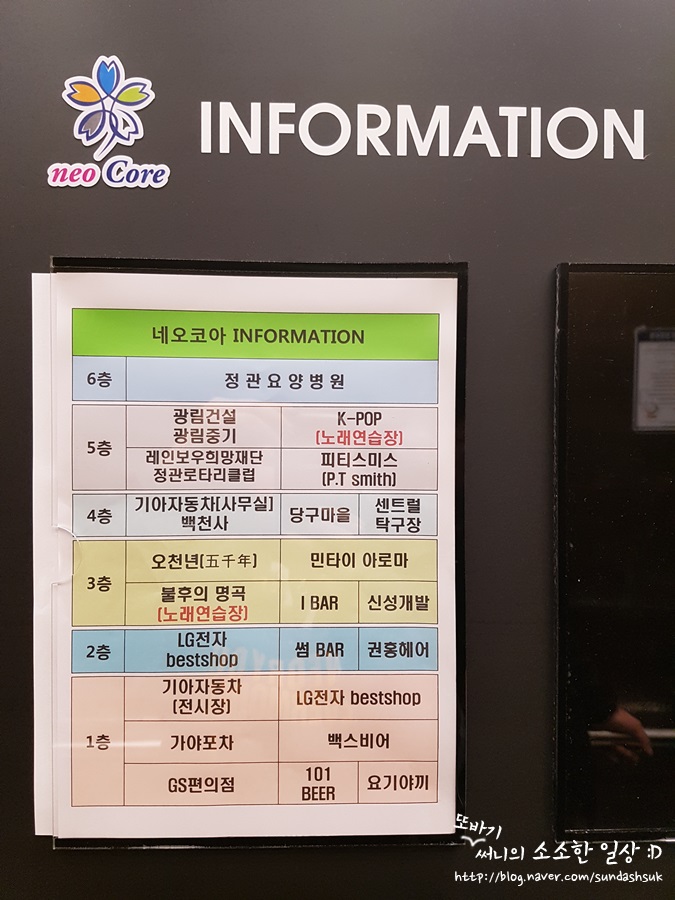 neo Core
INFORMATION
네오코아 INFORMATION
6층
정관요양병원
5층
광림건설
광림중기
K-POP
(노래연습장)
레인보우희망재단
정관로타리클럽
피티스미스
(P.T smith)
4층
기아자동차[사무실]
백천사
당구마을
센트럴
탁구장
3층
오천년(五千年)
민타이 아로마
불후의 명곡
(노래연습장)
I BAR
신성개발
2층
LG전자
bestshop
썸 BAR
권홍헤어
1층
기아자동차
(전시장)
LG전자 bestshop
가야포차
백스비어
GS편의점
101
BEER
요기야끼
또바기
써니의 소소한 일상 :D
http://blog.naver.com/sundashsuk